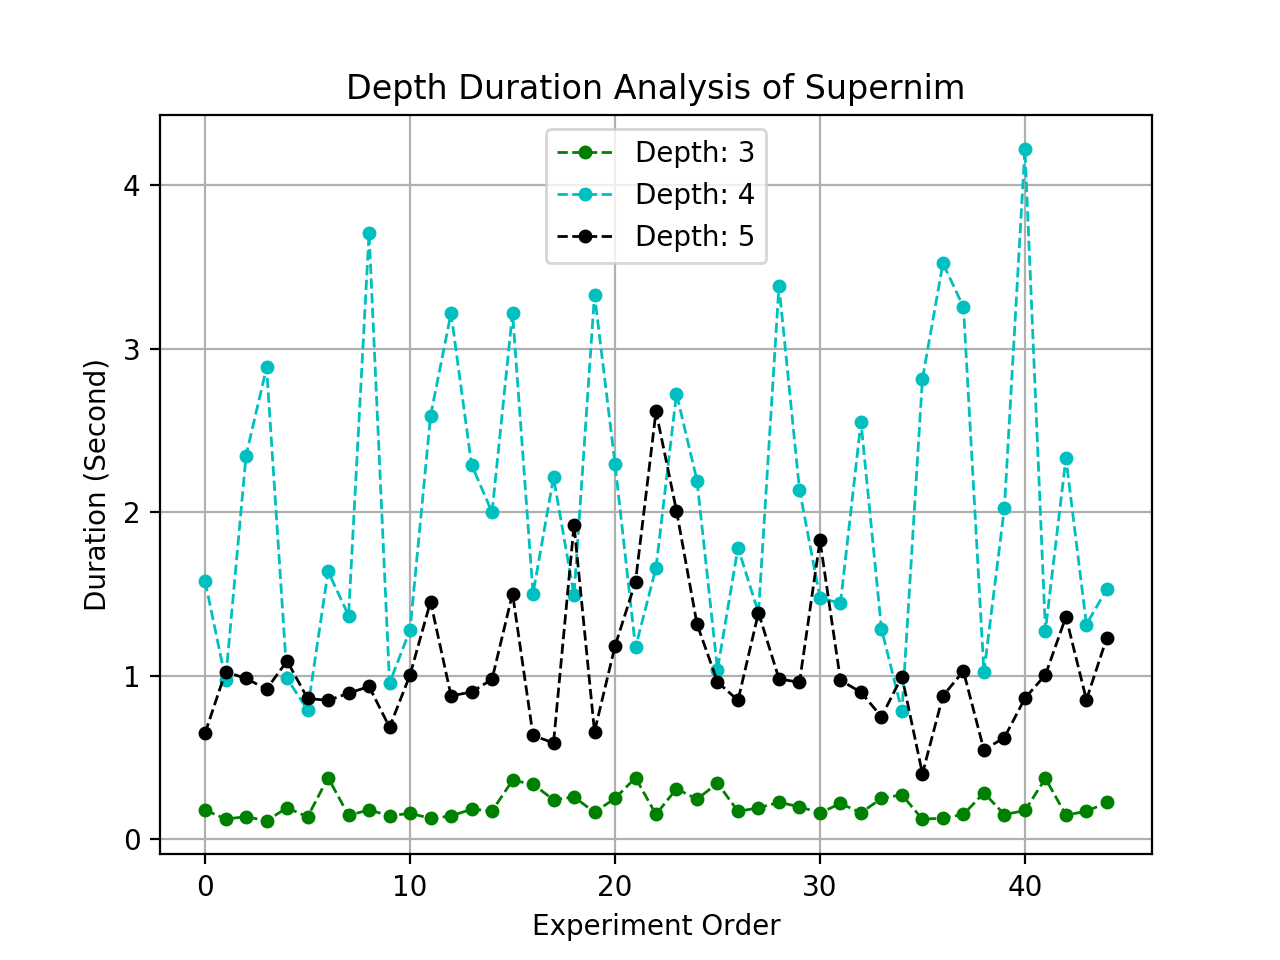 Depth Duration Analysis of Supernim
Depth: 3
Depth: 4
Depth: 5
Duration (Second)
4
3
2
1
0
0 10 20 30 40
Experiment Order